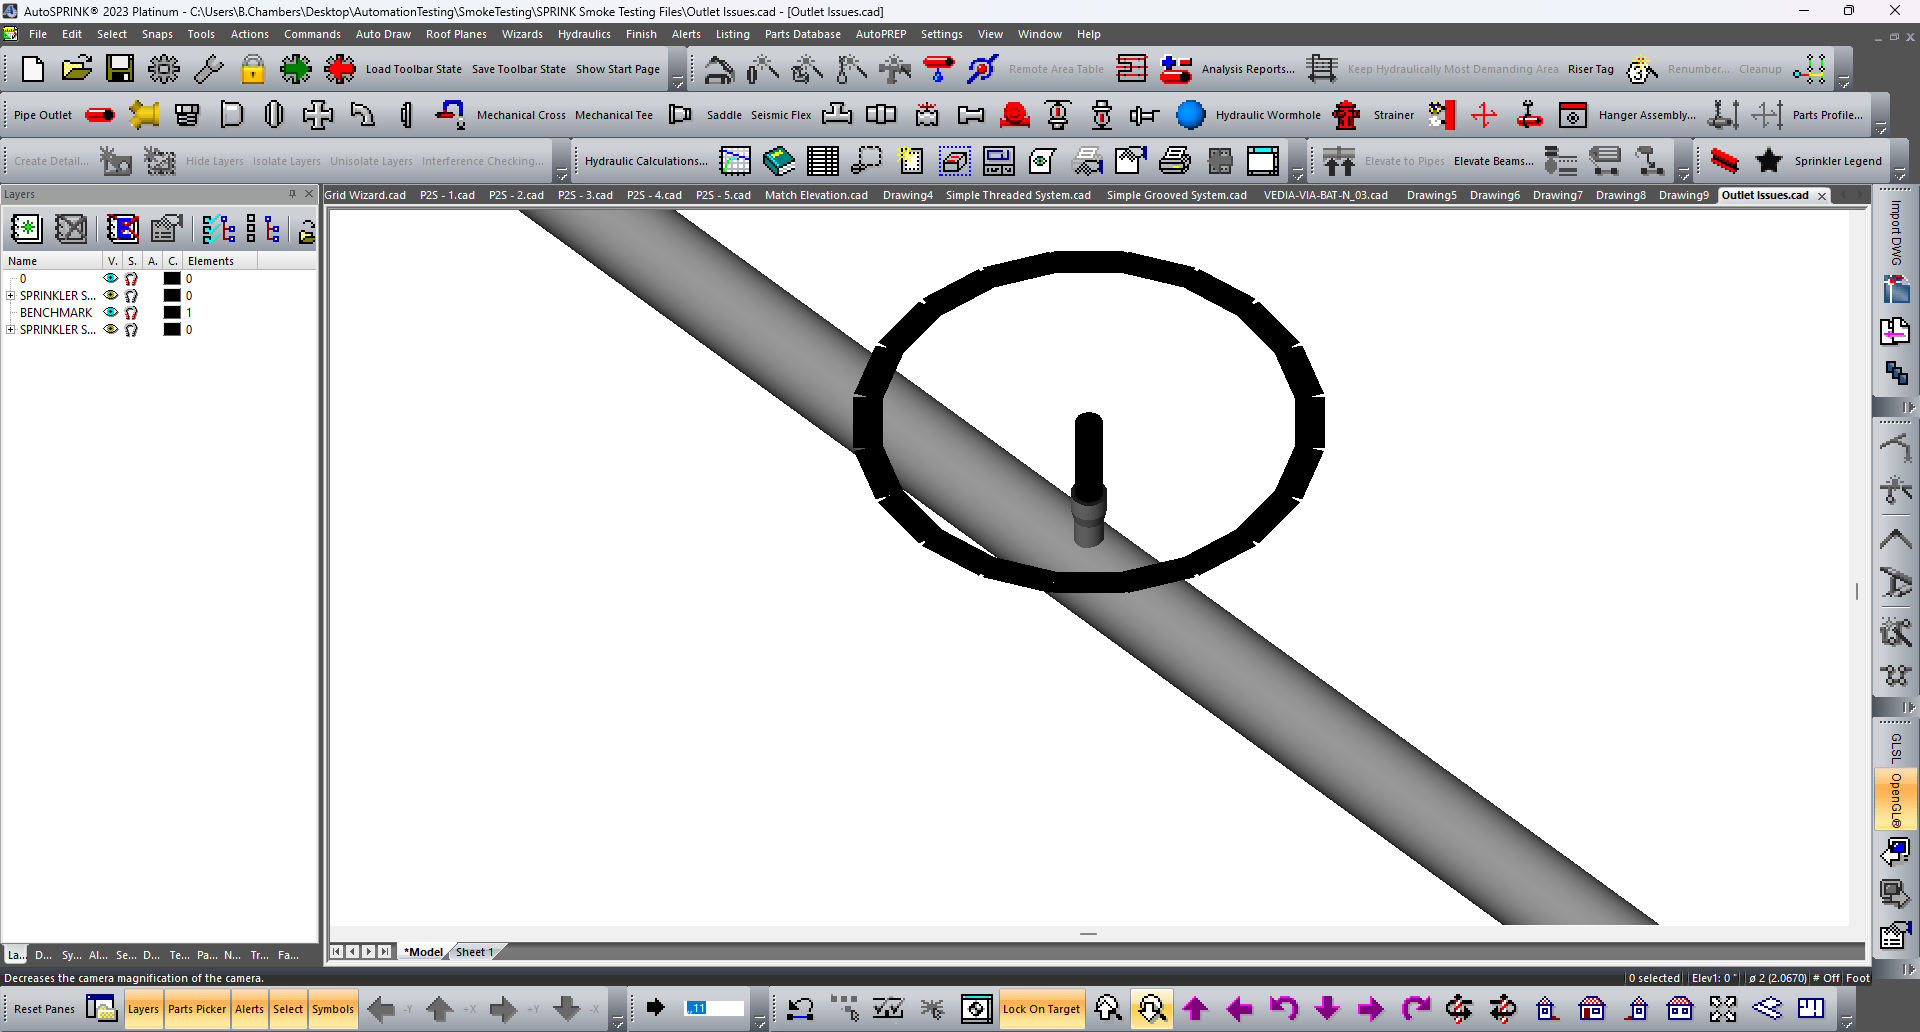 AutoSPRINK® 2023 Platinum - C:\Users\B.Chambers\Desktop\AutomationTesting\SmokeTesting\SPRINK Smoke Testing Files\Outlet Issues.cad - [Outlet Issues.cad]
File Edit Select Snaps Tools Actions Commands Auto Draw Roof Planes Wizards Hydraulics Finish Alerts Listing Parts Database AutoPREP Settings View Window Help
Load Toolbar State Save Toolbar State Show Start Page Remote Area Table Analysis Reports... Keep Hydraulically Most Demanding Area Riser Tag Renumber... Cleanup
Pipe Outlet Mechanical Cross Mechanical Tee Saddle Seismic Flex Hydraulic Wormhole Strainer Hanger Assembly... Parts Profile...
Create Detail... Hide Layers Isolate Layers Unisolate Layers Interference Checking... Hydraulic Calculations... Elevate to Pipes Elevate Beams... Sprinkler Legend
Layers
Grid Wizard.cad P2S - 1.cad P2S - 2.cad P2S - 3.cad P2S - 4.cad P2S - 5.cad Match Elevation.cad Drawing4 Simple Threaded System.cad Simple Grooved System.cad VEDIA-VIA-BAT-N_03.cad Drawing5 Drawing6 Drawing7 Drawing8 Drawing9 Outlet Issues.cad
Name V. S. A. C. Elements
0 0
SPRINKLER S... 0
BENCHMARK 1
SPRINKLER S... 0
Import DWG
GLSL
OpenGL®
*Model Sheet 1
La... D... Sy... Al... Se... D... Te... Pa... N... Tr... Fa...
Decreases the camera magnification of the camera.
0 selected Elev1: 0 " ø 2 (2.0670) # Off Foot
Reset Panes Layers Parts Picker Alerts Select Symbols -Y +X +Y -X ,,11 Lock On Target